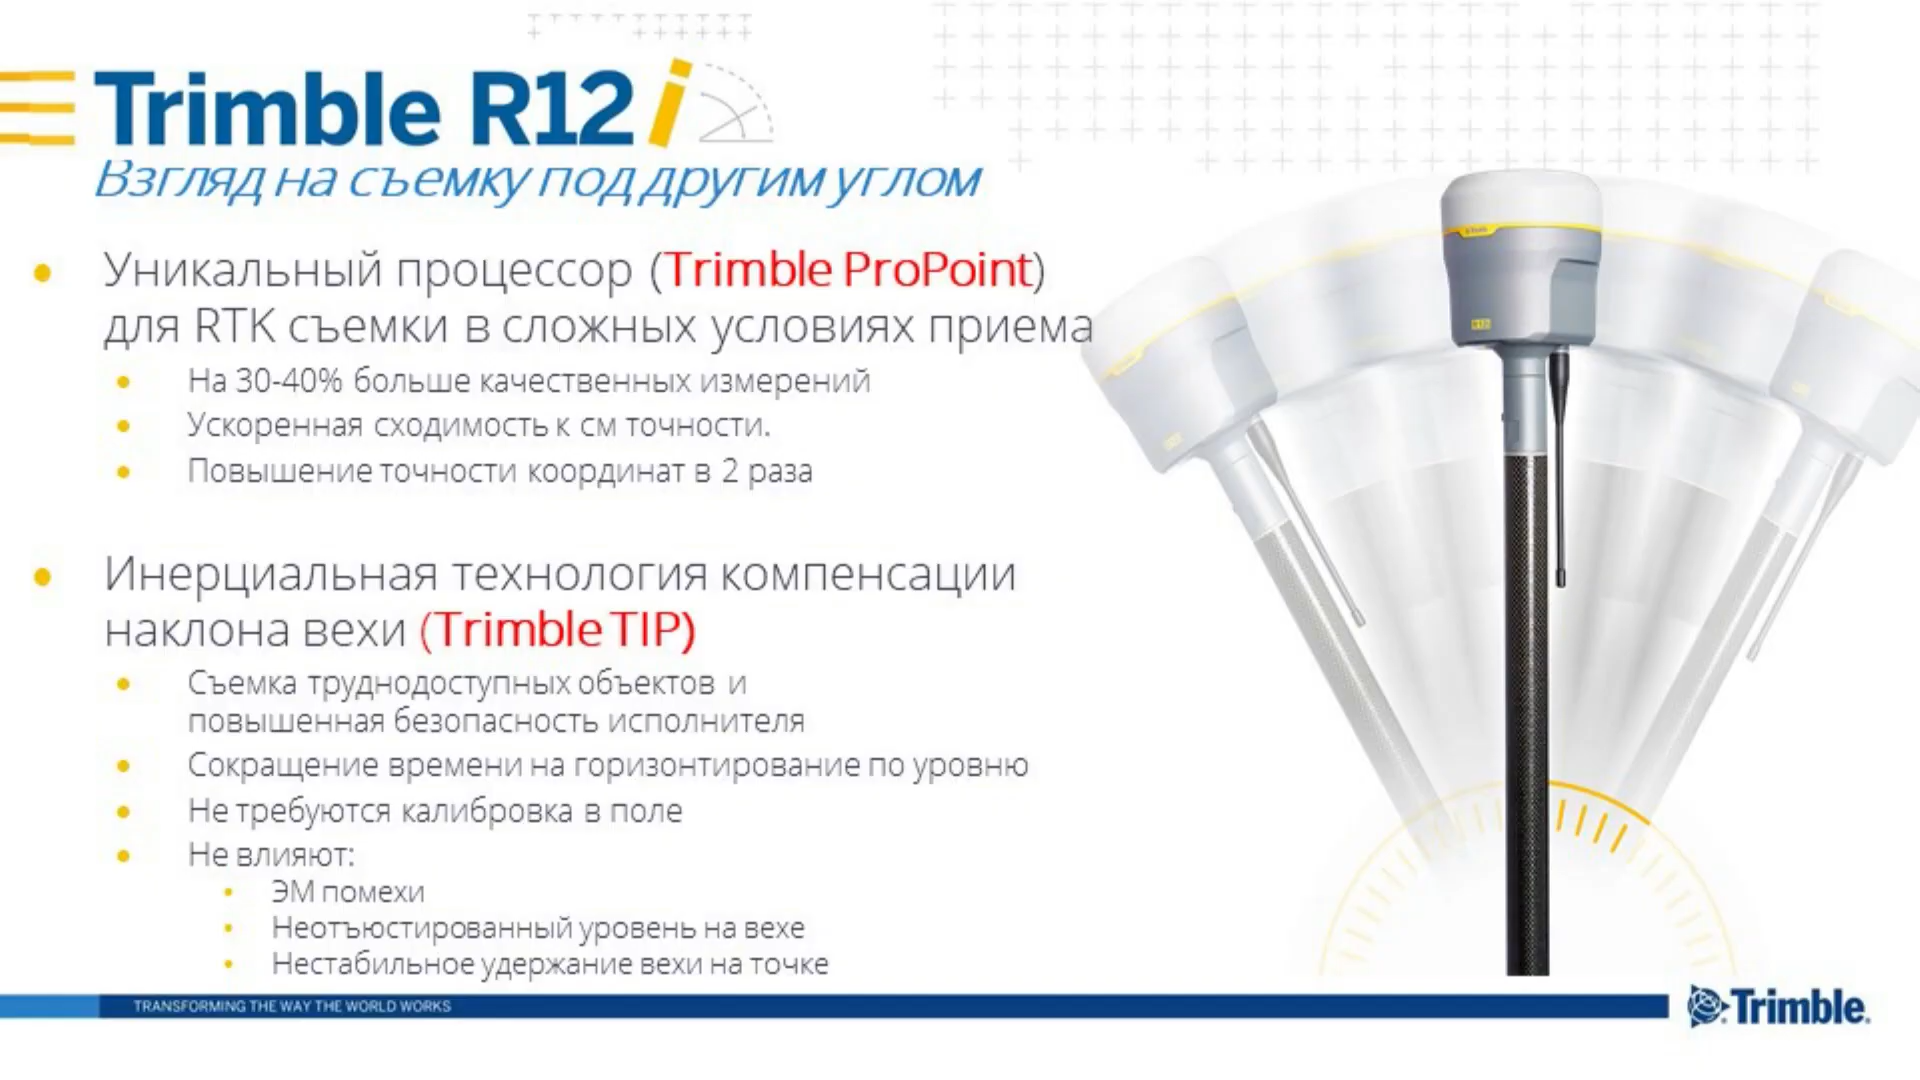 Trimble R12i
Взгляд на съемку под другим углом
Уникальный процессор (Trimble ProPoint)
для RTK съемки в сложных условиях приема
На 30-40% больше качественных измерений
Ускоренная сходимость к см точности.
Повышение точности координат в 2 раза
Инерциальная технология компенсации
наклона вехи (Trimble TIP)
Съемка труднодоступных объектов и
повышенная безопасность исполнителя
Сокращение времени на горизонтирование по уровню
Не требуются калибровка в поле
Не влияют:
ЭМ помехи
Неотъюстированный уровень на вехе
Нестабильное удержание вехи на точке
TRANSFORMING THE WAY THE WORLD WORKS
Trimble